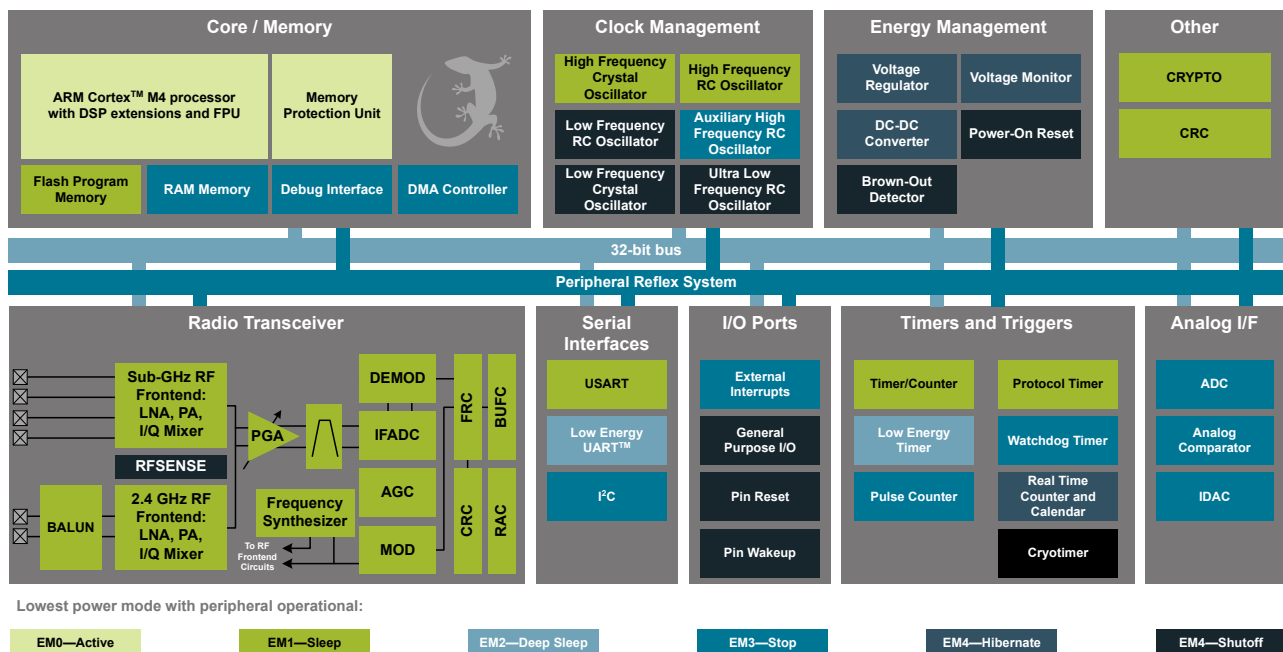 Core / Memory
ARM Cortex™ M4 processor
with DSP extensions and FPU
Memory
Protection Unit
Flash Program
Memory
RAM Memory
Debug Interface
DMA Controller
Clock Management
High Frequency
Crystal
Oscillator
High Frequency
RC Oscillator
Low Frequency
RC Oscillator
Auxiliary High
Frequency RC
Oscillator
Low Frequency
Crystal
Oscillator
Ultra Low
Frequency RC
Oscillator
Energy Management
Voltage
Regulator
Voltage Monitor
DC-DC
Converter
Power-On Reset
Brown-Out
Detector
Other
CRYPTO
CRC
32-bit bus
Peripheral Reflex System
Radio Transceiver
Sub-GHz RF
Frontend:
LNA, PA,
I/Q Mixer
RFSENSE
BALUN
2.4 GHz RF
Frontend:
LNA, PA,
I/Q Mixer
PGA
DEMOD
IFADC
AGC
MOD
Frequency
Synthesizer
To RF
Frontend
Circuits
FRC
BUFC
CRC
RAC
Serial
Interfaces
USART
Low Energy
UART™
I²C
I/O Ports
External
Interrupts
General
Purpose I/O
Pin Reset
Pin Wakeup
Timers and Triggers
Timer/Counter
Protocol Timer
Low Energy
Timer
Watchdog Timer
Pulse Counter
Real Time
Counter and
Calendar
Cryotimer
Analog I/F
ADC
Analog
Comparator
IDAC
Lowest power mode with peripheral operational:
EM0—Active
EM1—Sleep
EM2—Deep Sleep
EM3—Stop
EM4—Hibernate
EM4—Shutoff